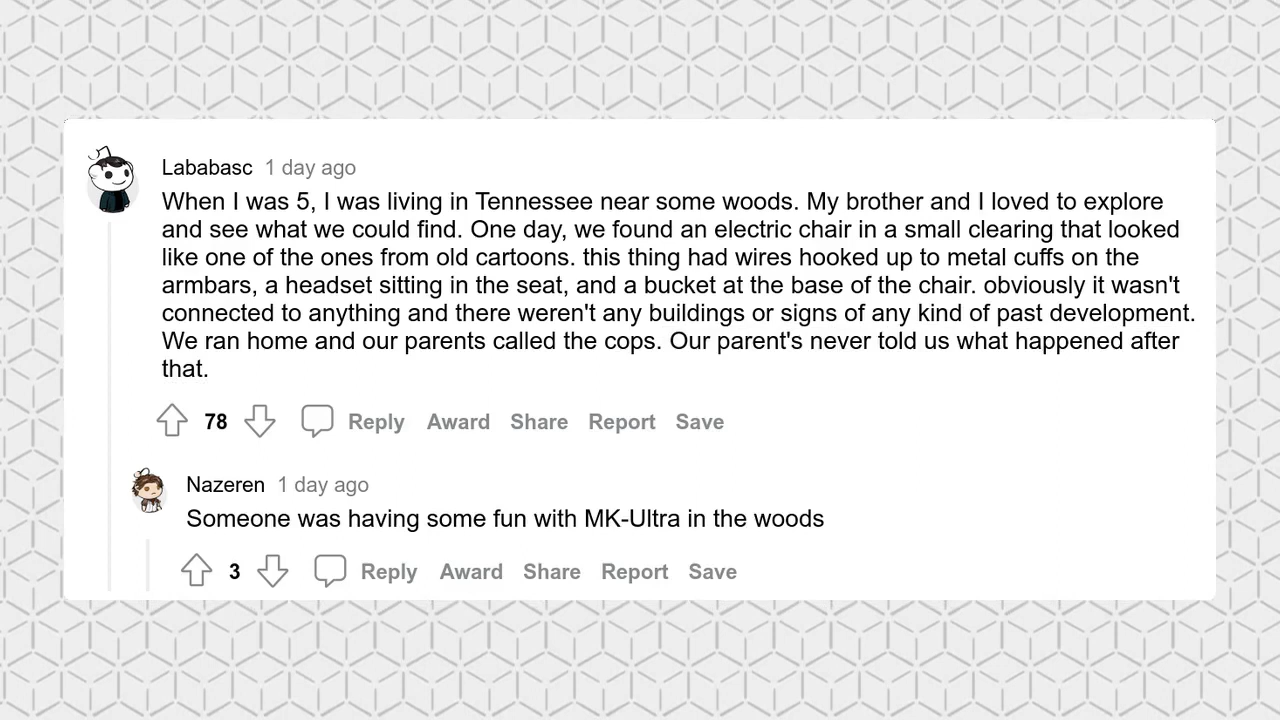 Lababasc 1 day ago
When I was 5, I was living in Tennessee near some woods. My brother and I loved to explore
and see what we could find. One day, we found an electric chair in a small clearing that looked
like one of the ones from old cartoons. this thing had wires hooked up to metal cuffs on the
armbars, a headset sitting in the seat, and a bucket at the base of the chair. obviously it wasn't
connected to anything and there weren't any buildings or signs of any kind of past development.
We ran home and our parents called the cops. Our parent's never told us what happened after
that.
78 Reply Award Share Report Save
Nazeren 1 day ago
Someone was having some fun with MK-Ultra in the woods
3 Reply Award Share Report Save